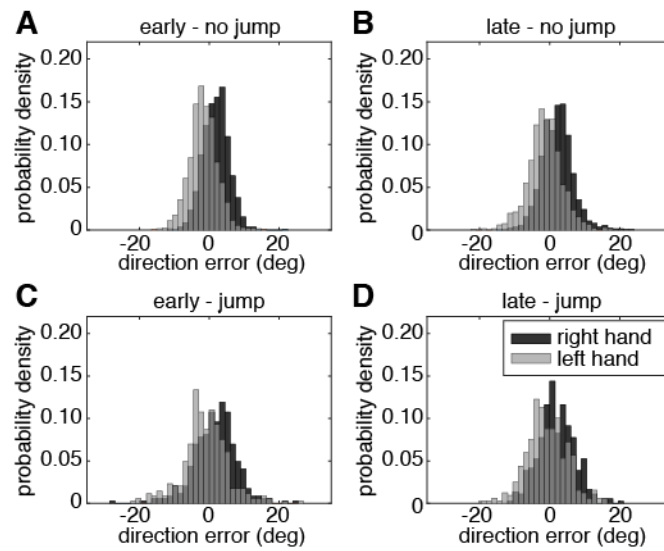 A
early - no jump
probability density
0.20
0.15
0.10
0.05
0
-20 0 20
direction error (deg)
B
late - no jump
probability density
0.20
0.15
0.10
0.05
0
-20 0 20
direction error (deg)
C
early - jump
probability density
0.20
0.15
0.10
0.05
0
-20 0 20
direction error (deg)
D
late - jump
probability density
0.20
0.15
0.10
0.05
0
-20 0 20
direction error (deg)
right hand
left hand